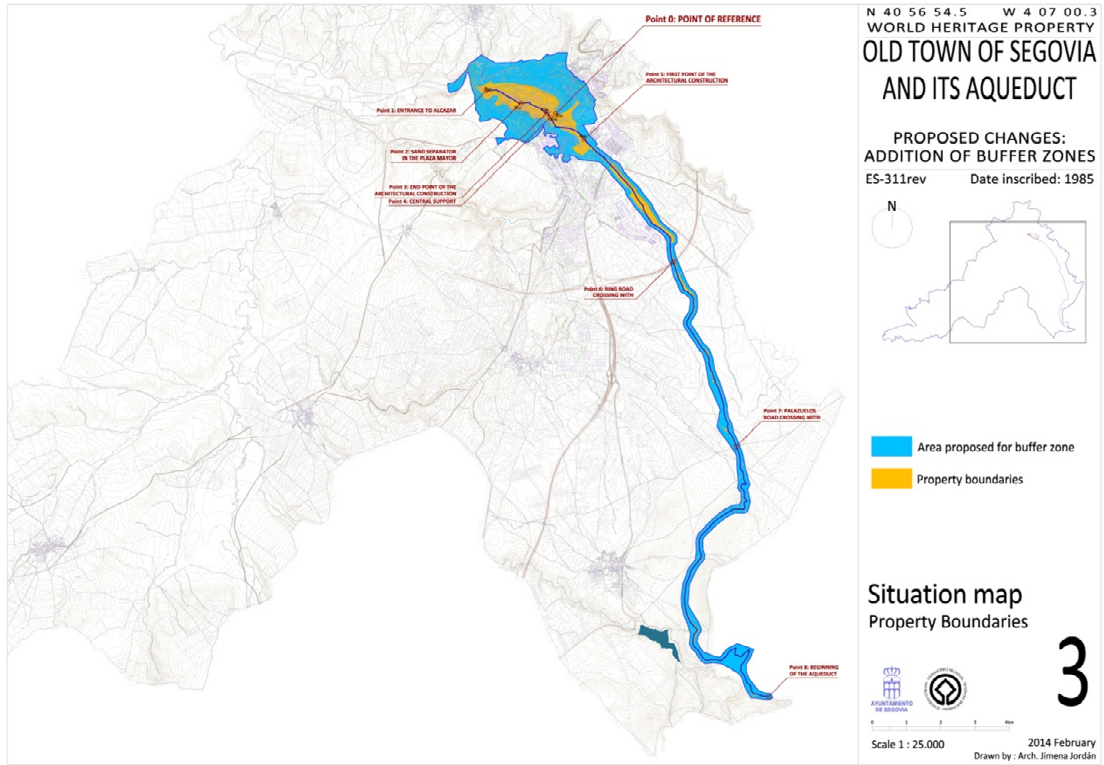 Point 0: POINT OF REFERENCE
Point 5: FIRST POINT OF THE
ARCHITECTURAL CONSTRUCTION
Point 1: ENTRANCE TO ALCAZAR
Point 2: SAND SEPARATOR
IN THE PLAZA MAYOR
Point 3: END POINT OF THE
ARCHITECTURAL CONSTRUCTION
Point 4: CENTRAL SUPPORT
Point 6: RING ROAD
CROSSING WITH
Point 7: PALAZUELOS
ROAD CROSSING WITH
Point 8: BEGINNING
OF THE AQUEDUCT
N 40 56 54.5 W 4 07 00.3
WORLD HERITAGE PROPERTY
OLD TOWN OF SEGOVIA
AND ITS AQUEDUCT
PROPOSED CHANGES:
ADDITION OF BUFFER ZONES
ES-311rev Date inscribed: 1985
N
Area proposed for buffer zone
Property boundaries
Situation map
Property Boundaries
3
AYUNTAMIENTO
DE SEGOVIA
0 1 2 3 4km
Scale 1 : 25.000
2014 February
Drawn by : Arch. Jimena Jordán